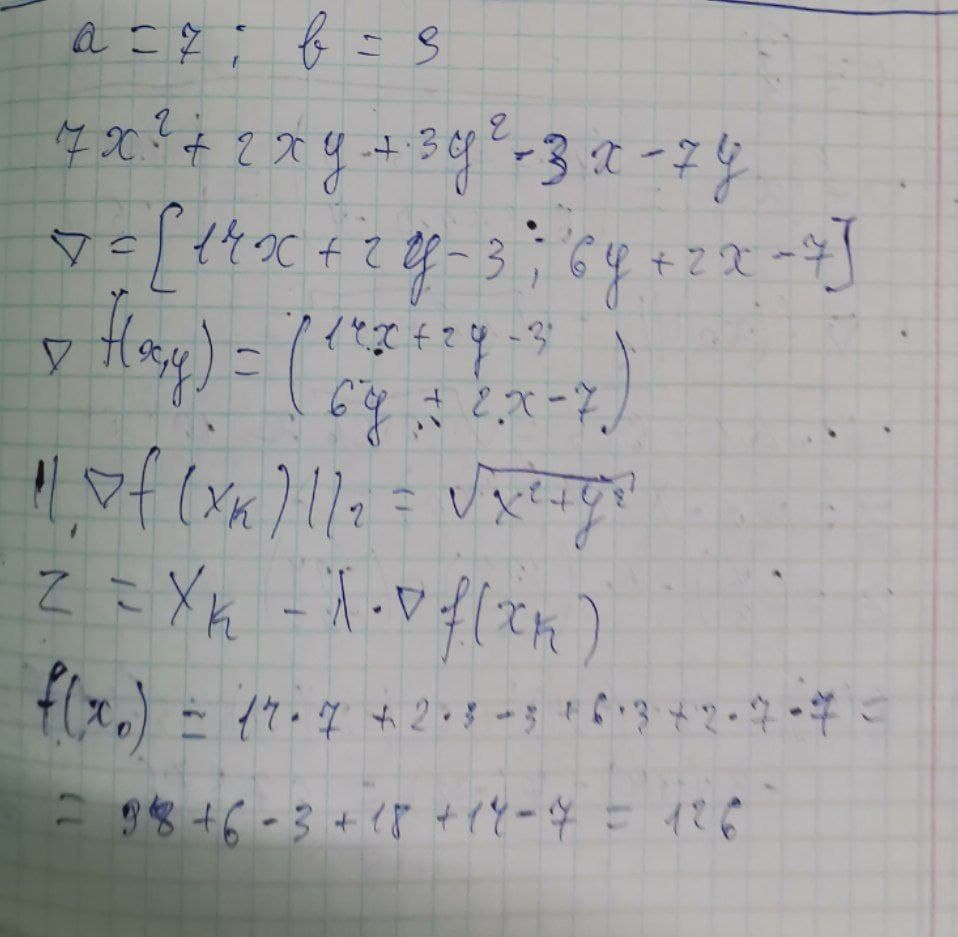 a = 7 ; b = 3
7x² + 2xy + 3y² - 3x - 7y
∇ = [14x + 2y - 3 ; 6y + 2x - 7]
∇ f(x,y) = (14x + 2y - 3
6y + 2x - 7)
||∇f(xₖ)||₂ = √x² + y²
z = xₖ - λ · ∇f(xₖ)
f(x₀) = 14·7 + 2·3 - 3 + 6·3 + 2·7 - 7 =
= 98 + 6 - 3 + 18 + 14 - 7 = 126